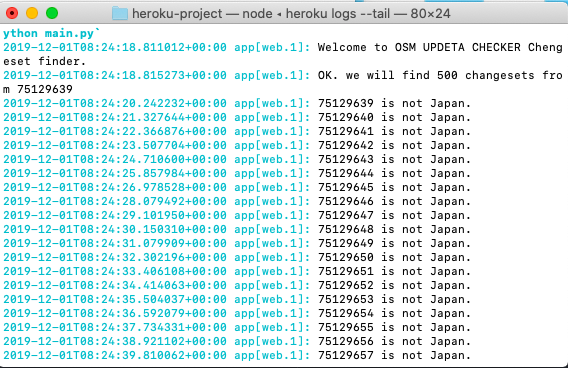 heroku-project — node ◂ heroku logs --tail — 80×24
ython main.py`
2019-12-01T08:24:18.811012+00:00 app[web.1]: Welcome to OSM UPDETA CHECKER Cheng
eset finder.
2019-12-01T08:24:18.815273+00:00 app[web.1]: OK. we will find 500 changesets fro
m 75129639
2019-12-01T08:24:20.242232+00:00 app[web.1]: 75129639 is not Japan.
2019-12-01T08:24:21.327644+00:00 app[web.1]: 75129640 is not Japan.
2019-12-01T08:24:22.366876+00:00 app[web.1]: 75129641 is not Japan.
2019-12-01T08:24:23.507704+00:00 app[web.1]: 75129642 is not Japan.
2019-12-01T08:24:24.710600+00:00 app[web.1]: 75129643 is not Japan.
2019-12-01T08:24:25.857984+00:00 app[web.1]: 75129644 is not Japan.
2019-12-01T08:24:26.978528+00:00 app[web.1]: 75129645 is not Japan.
2019-12-01T08:24:28.079492+00:00 app[web.1]: 75129646 is not Japan.
2019-12-01T08:24:29.101950+00:00 app[web.1]: 75129647 is not Japan.
2019-12-01T08:24:30.150310+00:00 app[web.1]: 75129648 is not Japan.
2019-12-01T08:24:31.079909+00:00 app[web.1]: 75129649 is not Japan.
2019-12-01T08:24:32.302196+00:00 app[web.1]: 75129650 is not Japan.
2019-12-01T08:24:33.406108+00:00 app[web.1]: 75129651 is not Japan.
2019-12-01T08:24:34.414063+00:00 app[web.1]: 75129652 is not Japan.
2019-12-01T08:24:35.504037+00:00 app[web.1]: 75129653 is not Japan.
2019-12-01T08:24:36.592079+00:00 app[web.1]: 75129654 is not Japan.
2019-12-01T08:24:37.734331+00:00 app[web.1]: 75129655 is not Japan.
2019-12-01T08:24:38.921102+00:00 app[web.1]: 75129656 is not Japan.
2019-12-01T08:24:39.810062+00:00 app[web.1]: 75129657 is not Japan.